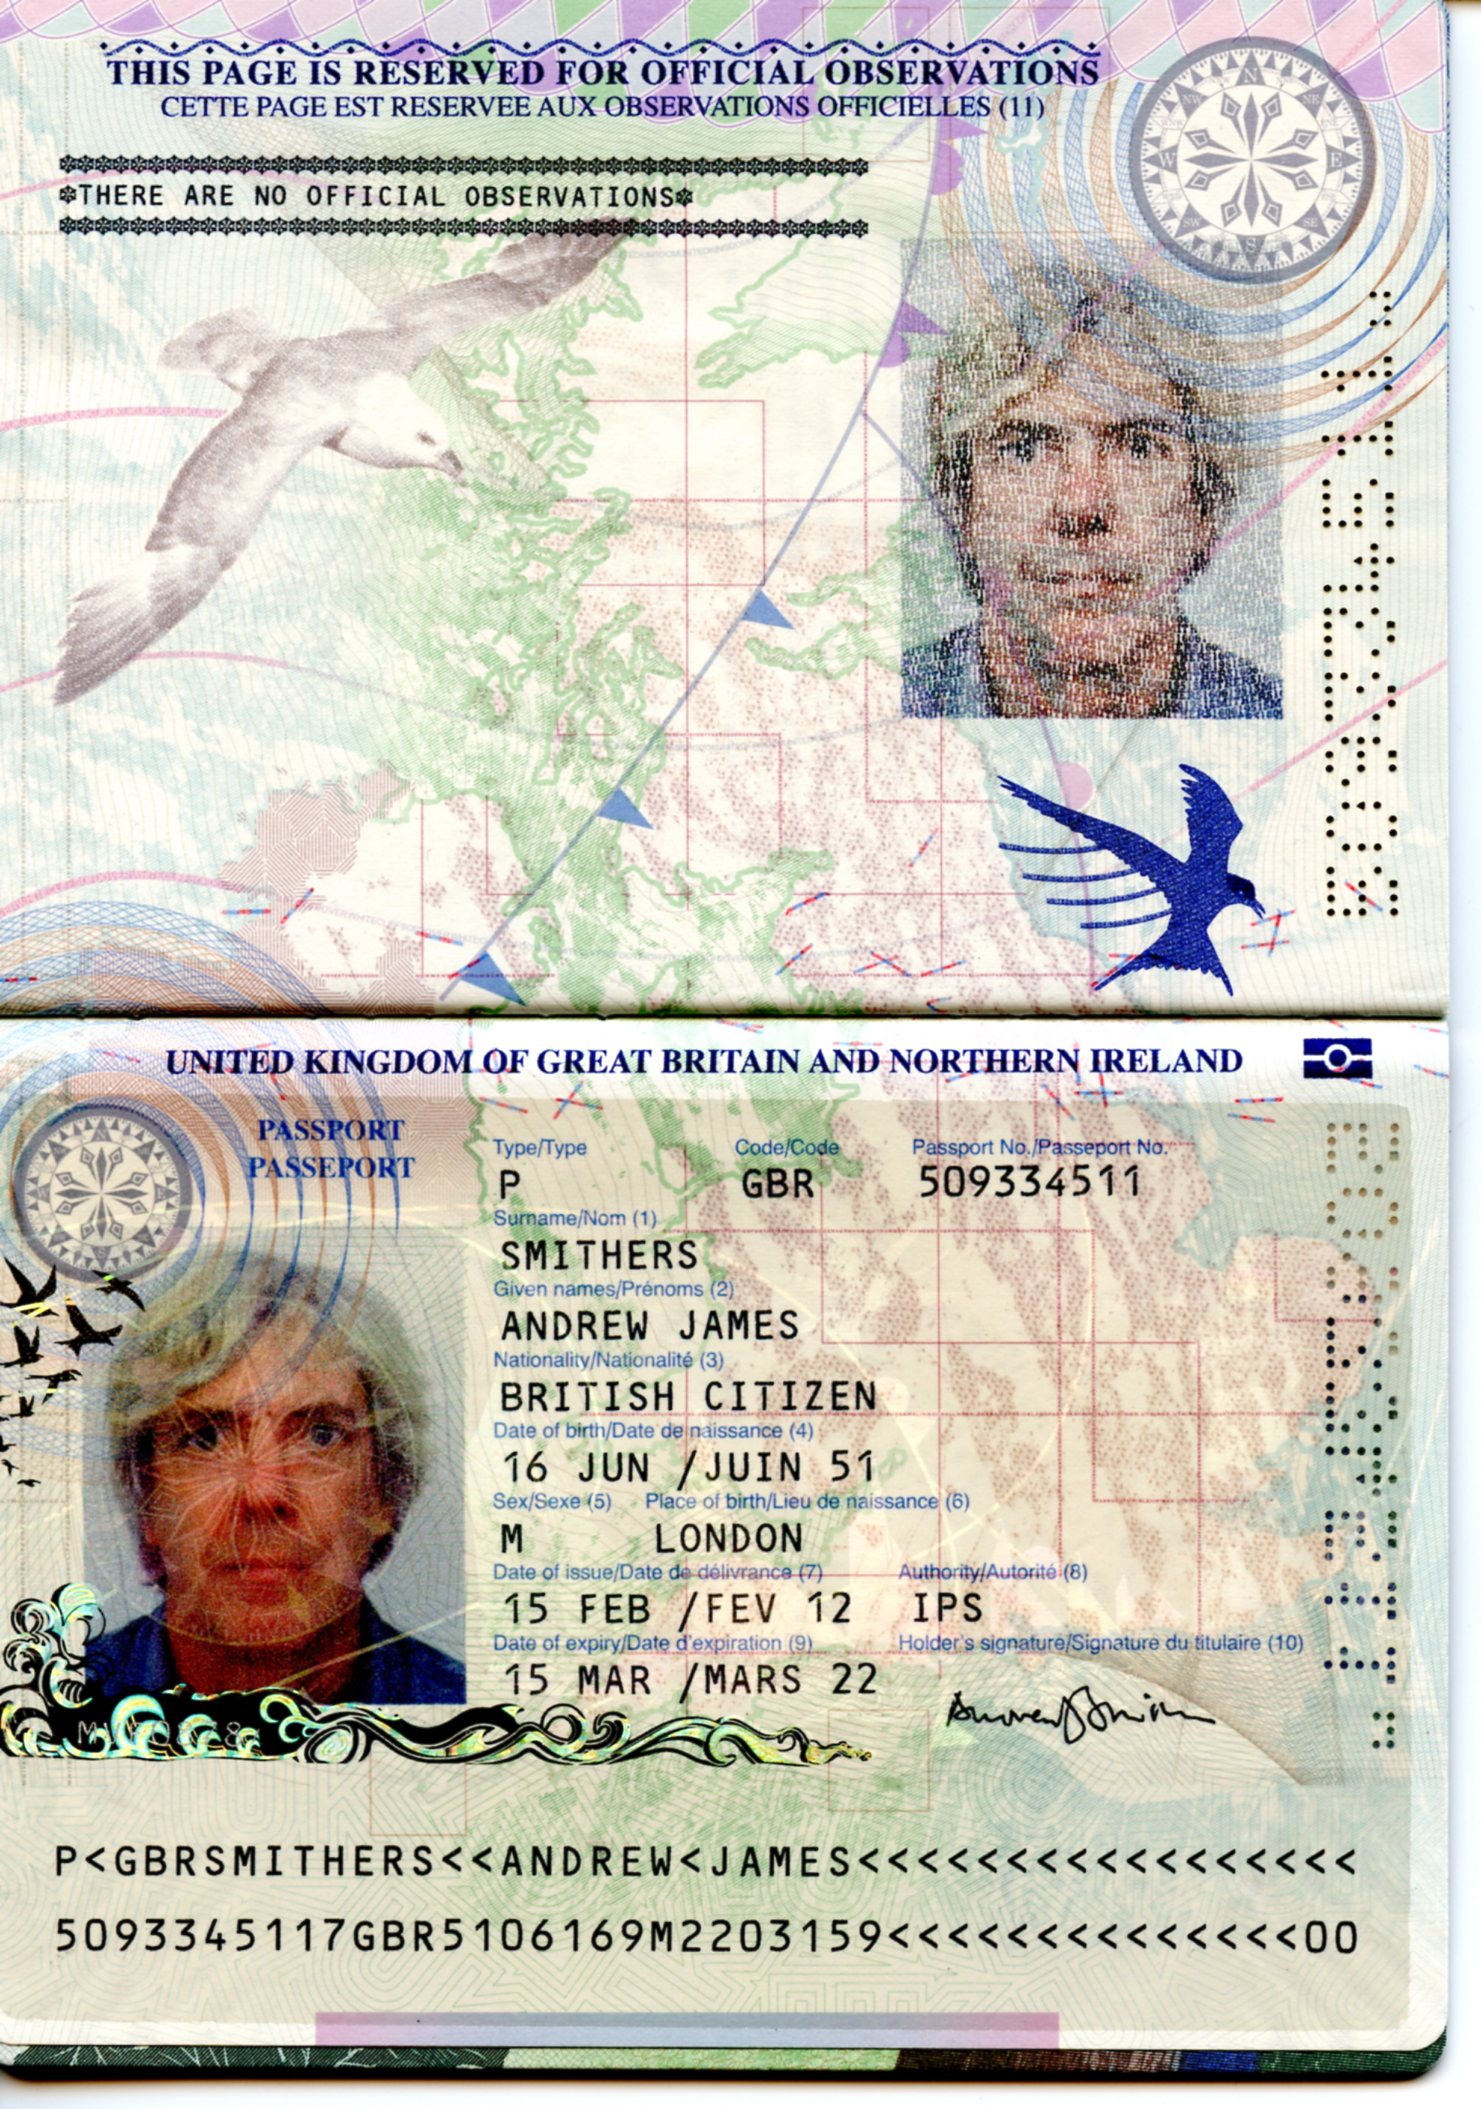 THIS PAGE IS RESERVED FOR OFFICIAL OBSERVATIONS
CETTE PAGE EST RESERVEE AUX OBSERVATIONS OFFICIELLES (11)
THERE ARE NO OFFICIAL OBSERVATIONS
N
NE
E
SE
S
SW
W
NW
509334511
UNITED KINGDOM OF GREAT BRITAIN AND NORTHERN IRELAND
PASSPORT
PASSEPORT
Type/Type Code/Code Passport No./Passeport No.
P GBR 509334511
Surname/Nom (1)
SMITHERS
Given names/Prénoms (2)
ANDREW JAMES
Nationality/Nationalité (3)
BRITISH CITIZEN
Date of birth/Date de naissance (4)
16 JUN /JUIN 51
Sex/Sexe (5) Place of birth/Lieu de naissance (6)
M LONDON
Date of issue/Date de délivrance (7) Authority/Autorité (8)
15 FEB /FEV 12 IPS
Date of expiry/Date d'expiration (9) Holder's signature/Signature du titulaire (10)
15 MAR /MARS 22
P<GBRSMITHERS<<ANDREW<JAMES<<<<<<<<<<<<<<<<<
5093345117GBR5106169M2203159<<<<<<<<<<<<<<00